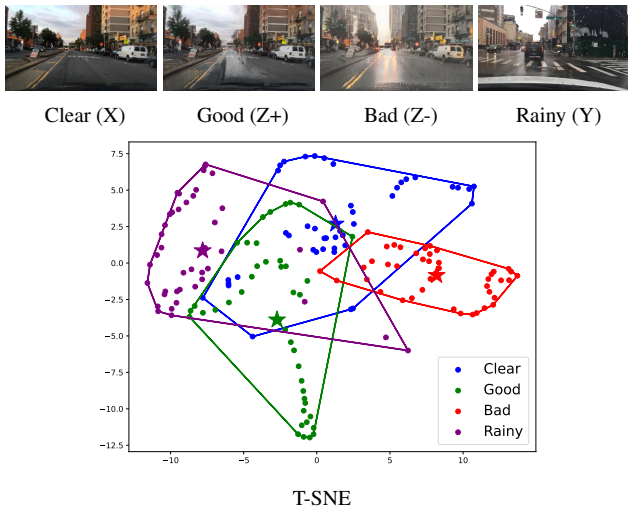 Clear (X) Good (Z+) Bad (Z-) Rainy (Y)
7.5
5.0
2.5
0.0
−2.5
−5.0
−7.5
−10.0
−12.5
−10 −5 0 5 10
Clear
Good
Bad
Rainy
T-SNE